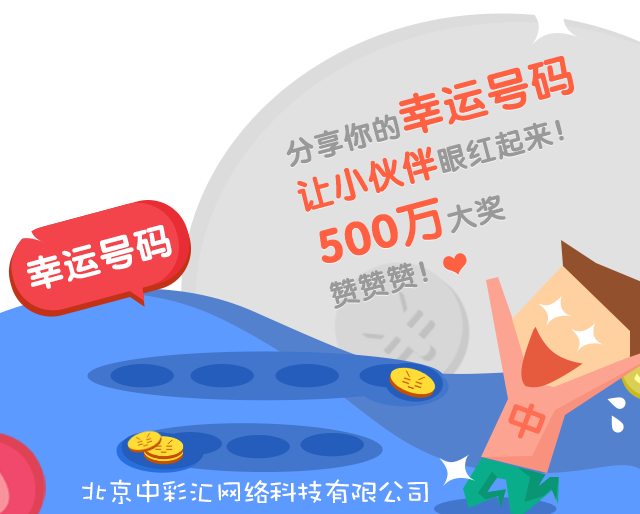 分享你的幸运号码
让小伙伴眼红起来!
500万大奖
赞赞赞!
幸运号码
中
北京中彩汇网络科技有限公司